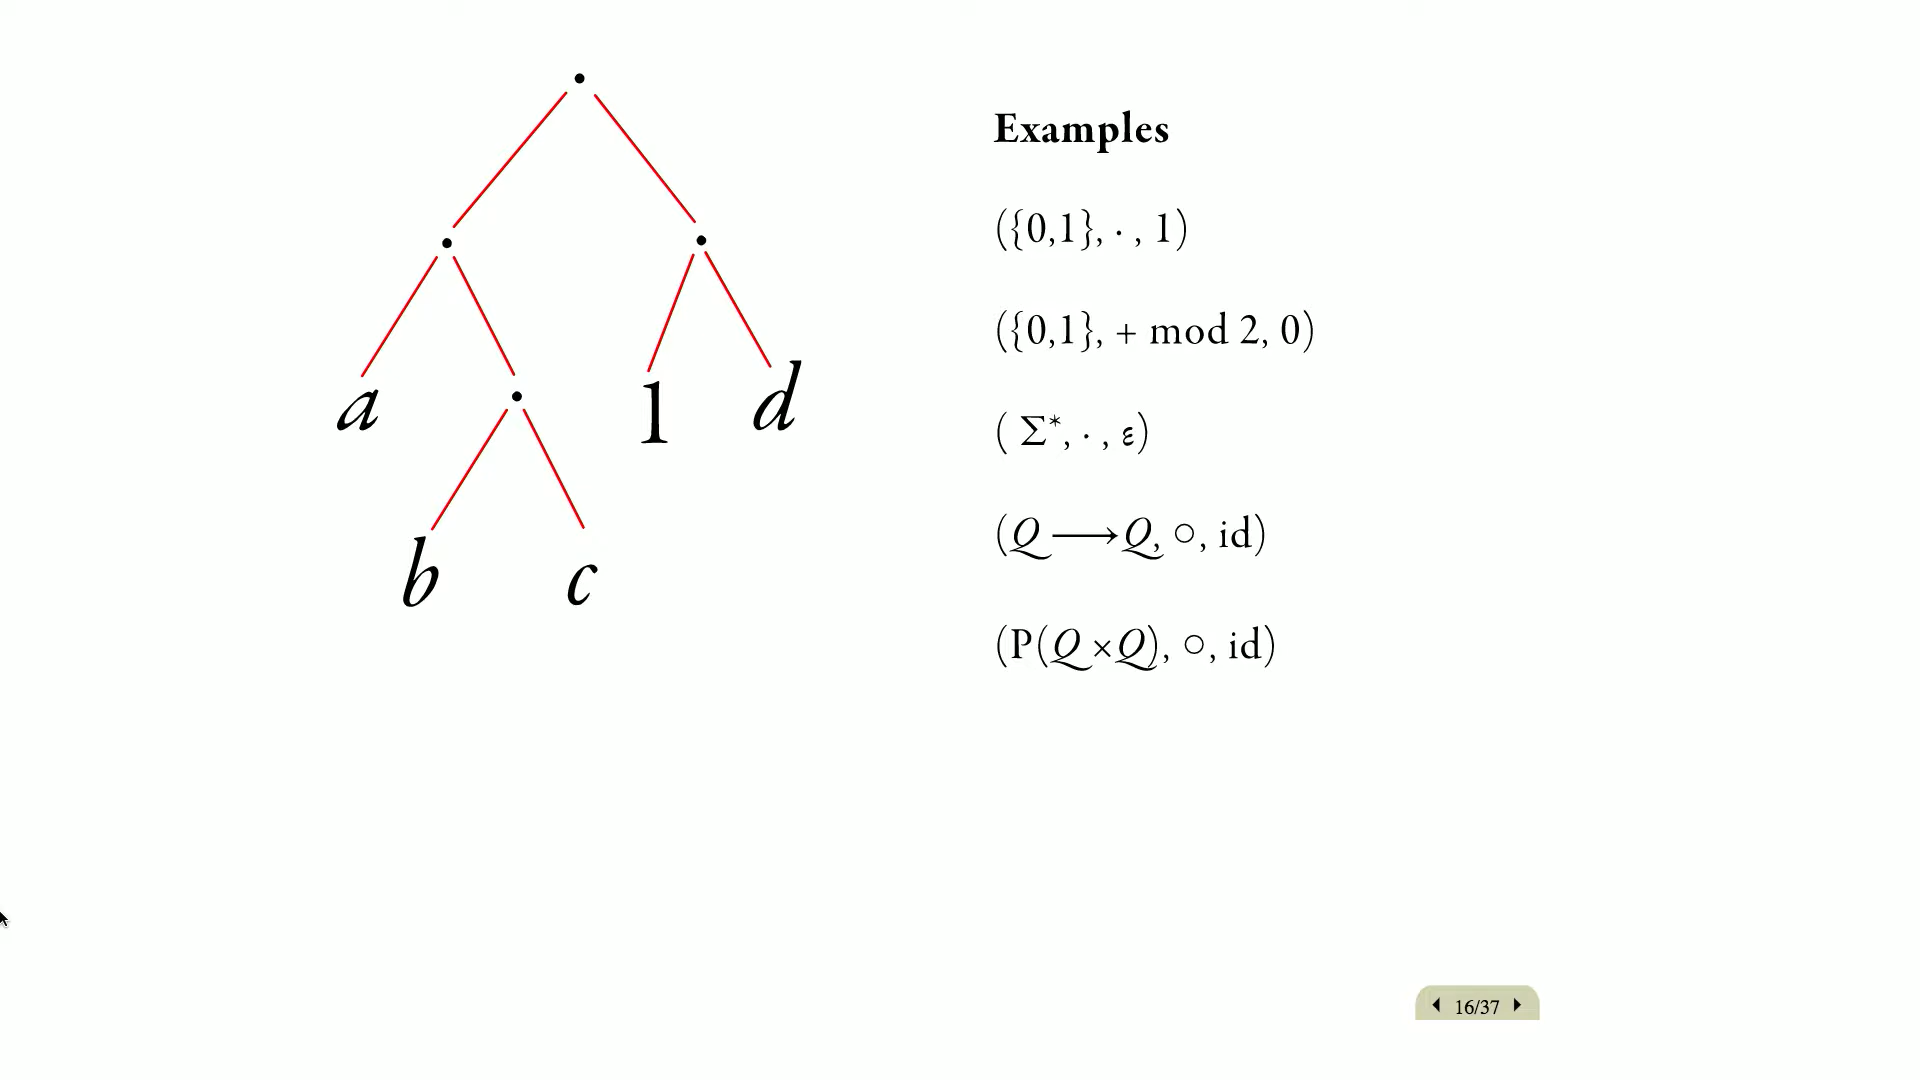 a
1
d
b
c
Examples
({0,1}, · , 1)
({0,1}, + mod 2, 0)
( Σ*, · , ε)
(Q ⟶ Q, ○, id)
(P(Q × Q), ○, id)
16/37